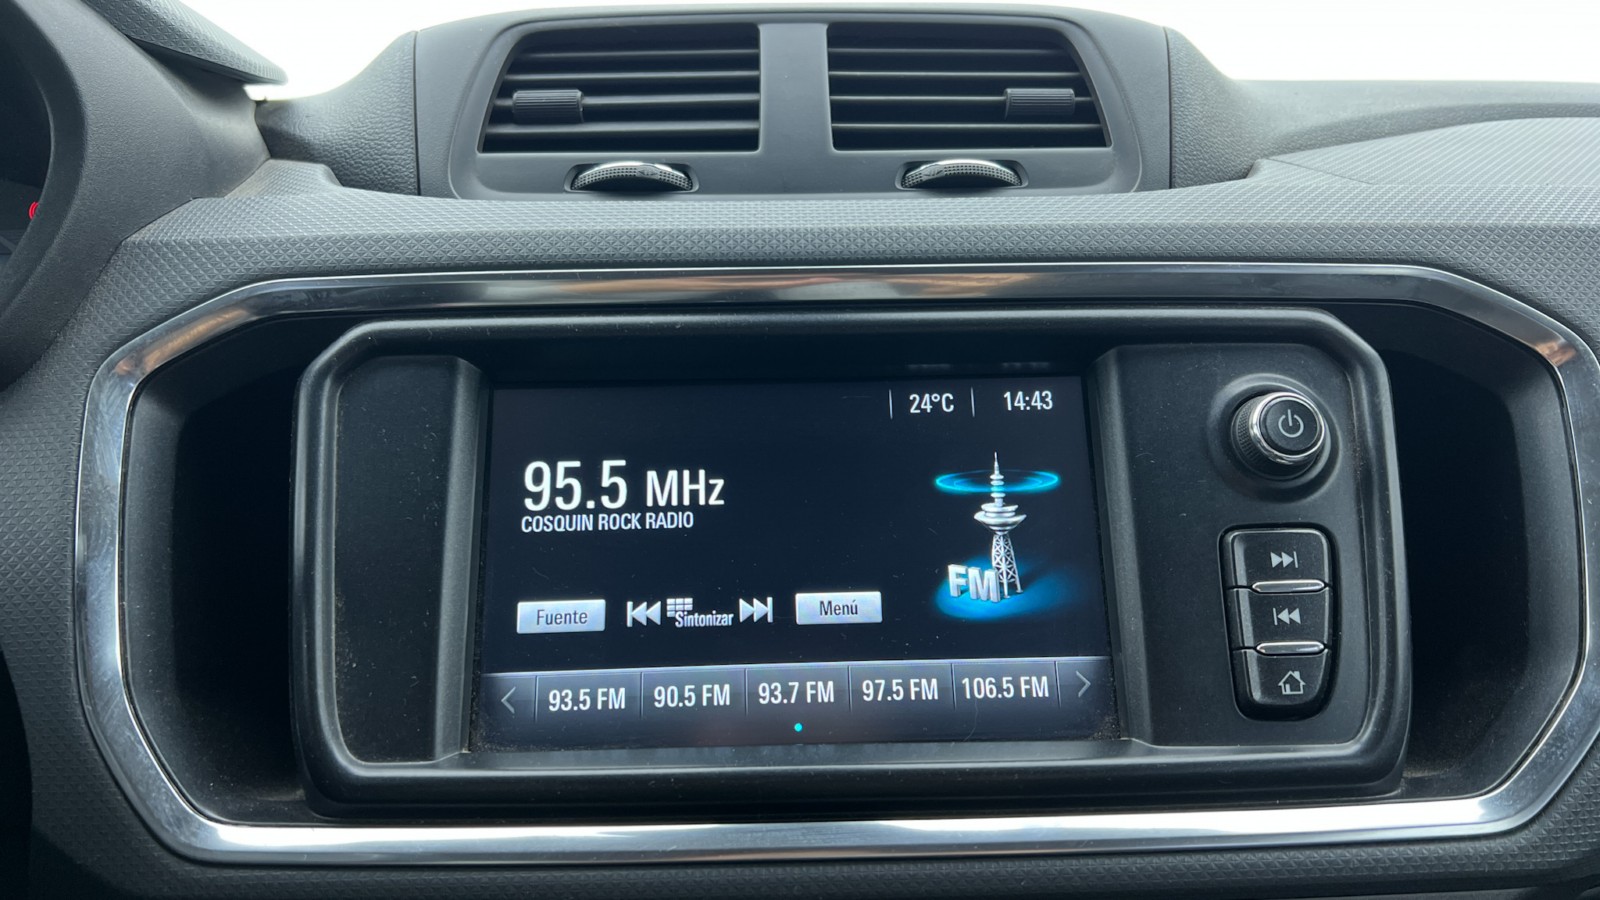 24°C 14:43
95.5 MHz
COSQUIN ROCK RADIO
FM
Fuente Sintonizar Menú
93.5 FM 90.5 FM 93.7 FM 97.5 FM 106.5 FM